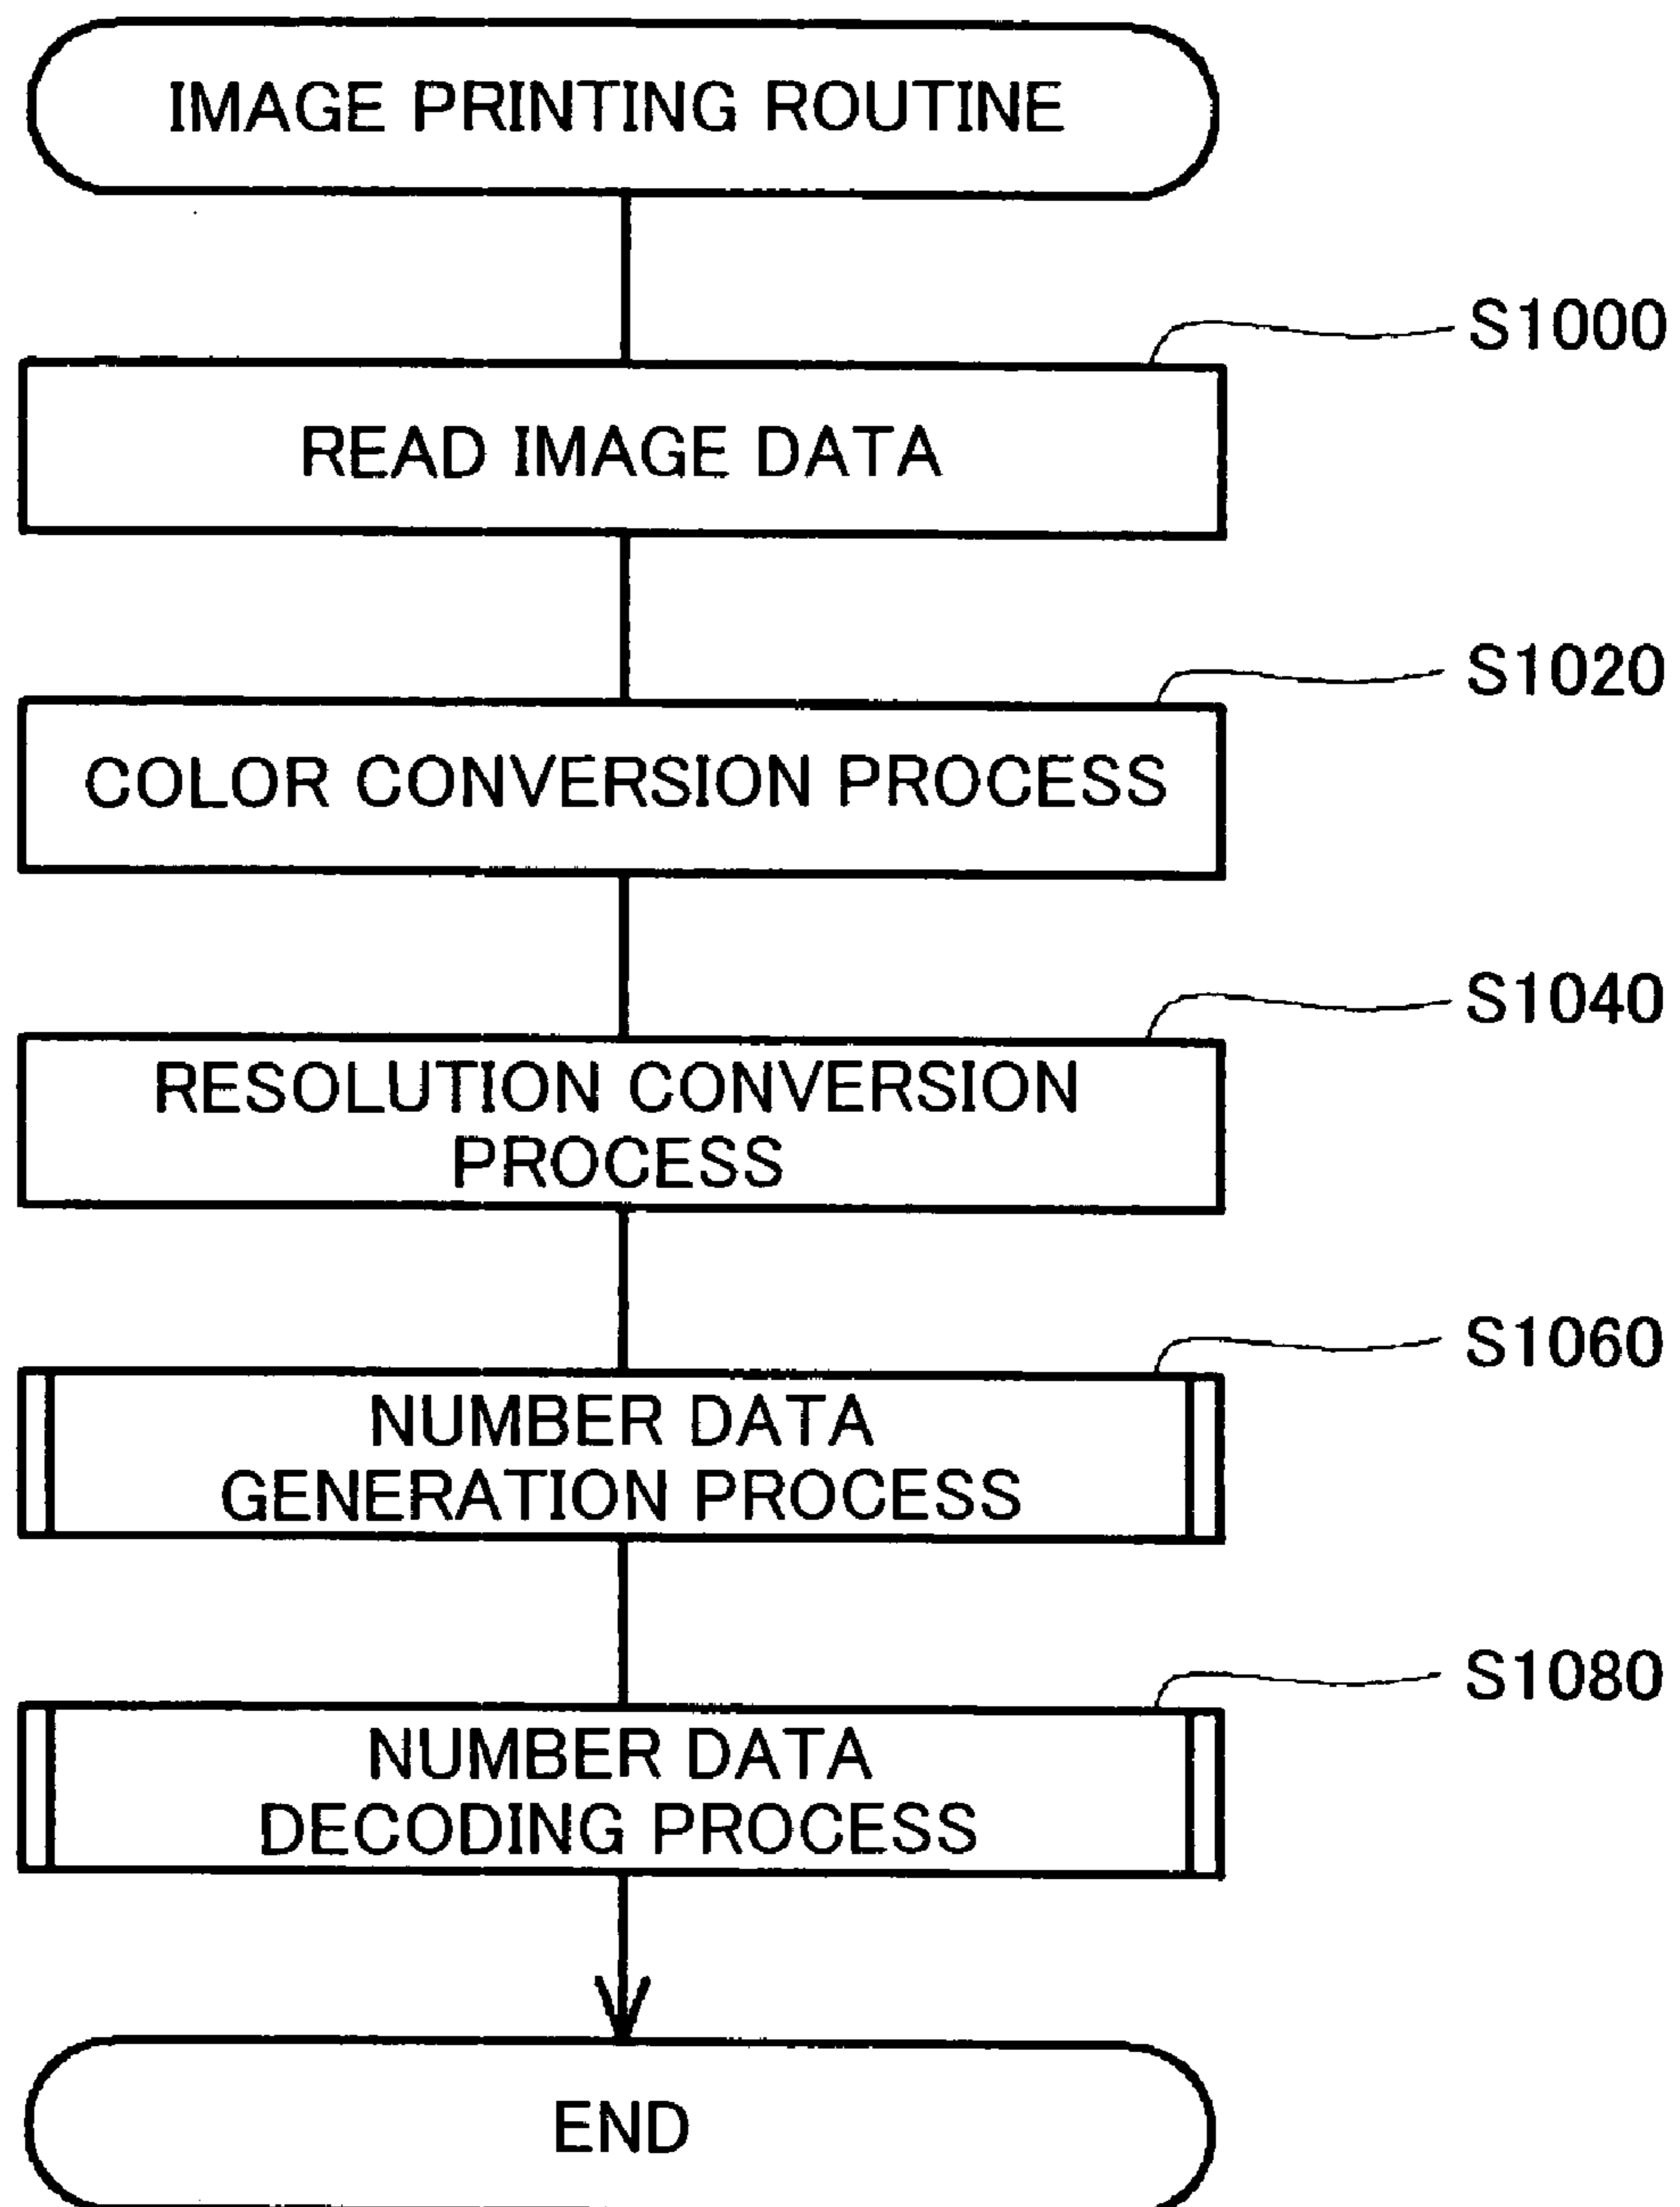 IMAGE PRINTING ROUTINE
S1000
READ IMAGE DATA
S1020
COLOR CONVERSION PROCESS
S1040
RESOLUTION CONVERSION
PROCESS
S1060
NUMBER DATA
GENERATION PROCESS
S1080
NUMBER DATA
DECODING PROCESS
END